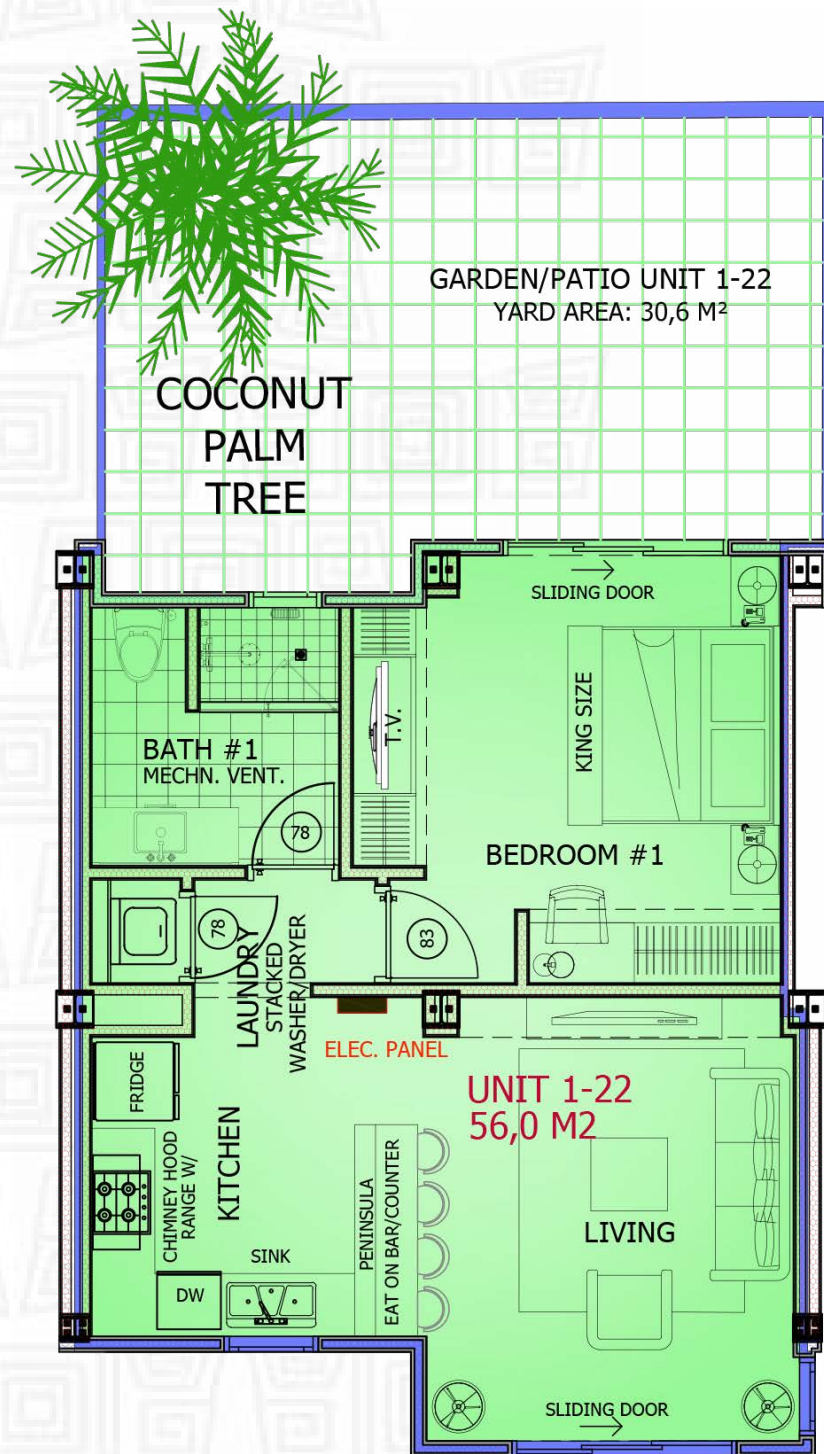 GARDEN/PATIO UNIT 1-22
YARD AREA: 30,6 M²
COCONUT
PALM
TREE
SLIDING DOOR
KING SIZE
T.V.
BATH #1
MECHN. VENT.
78
BEDROOM #1
78
83
LAUNDRY
STACKED
WASHER/DRYER
ELEC. PANEL
FRIDGE
UNIT 1-22
56,0 M2
KITCHEN
CHIMNEY HOOD
RANGE W/
PENINSULA
EAT ON BAR/COUNTER
LIVING
SINK
DW
SLIDING DOOR